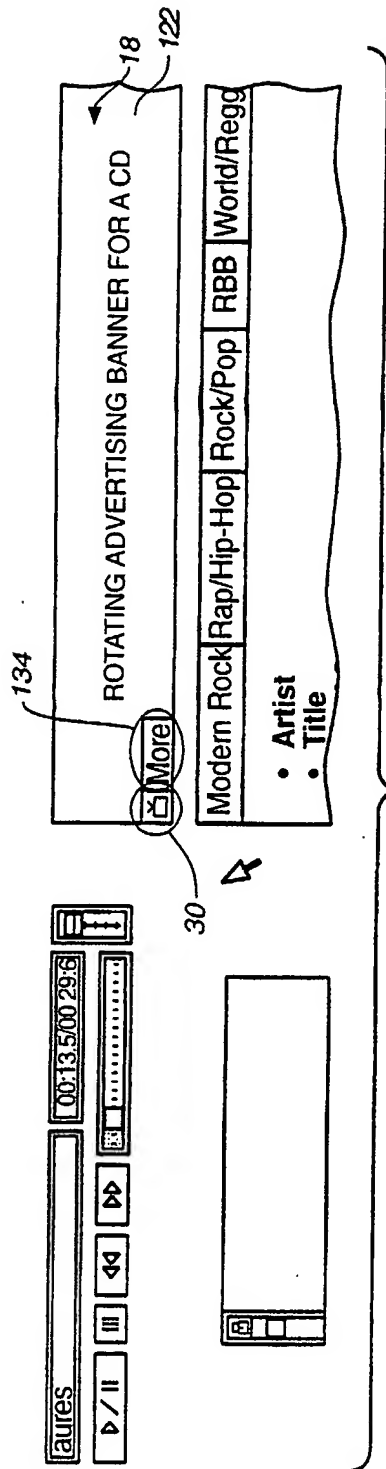 aures
00:13.5/00 29:6
134
18
ROTATING ADVERTISING BANNER FOR A CD
122
More
30
Modern Rock Rap/Hip-Hop Rock/Pop RBB World/Regg
• Artist
• Title